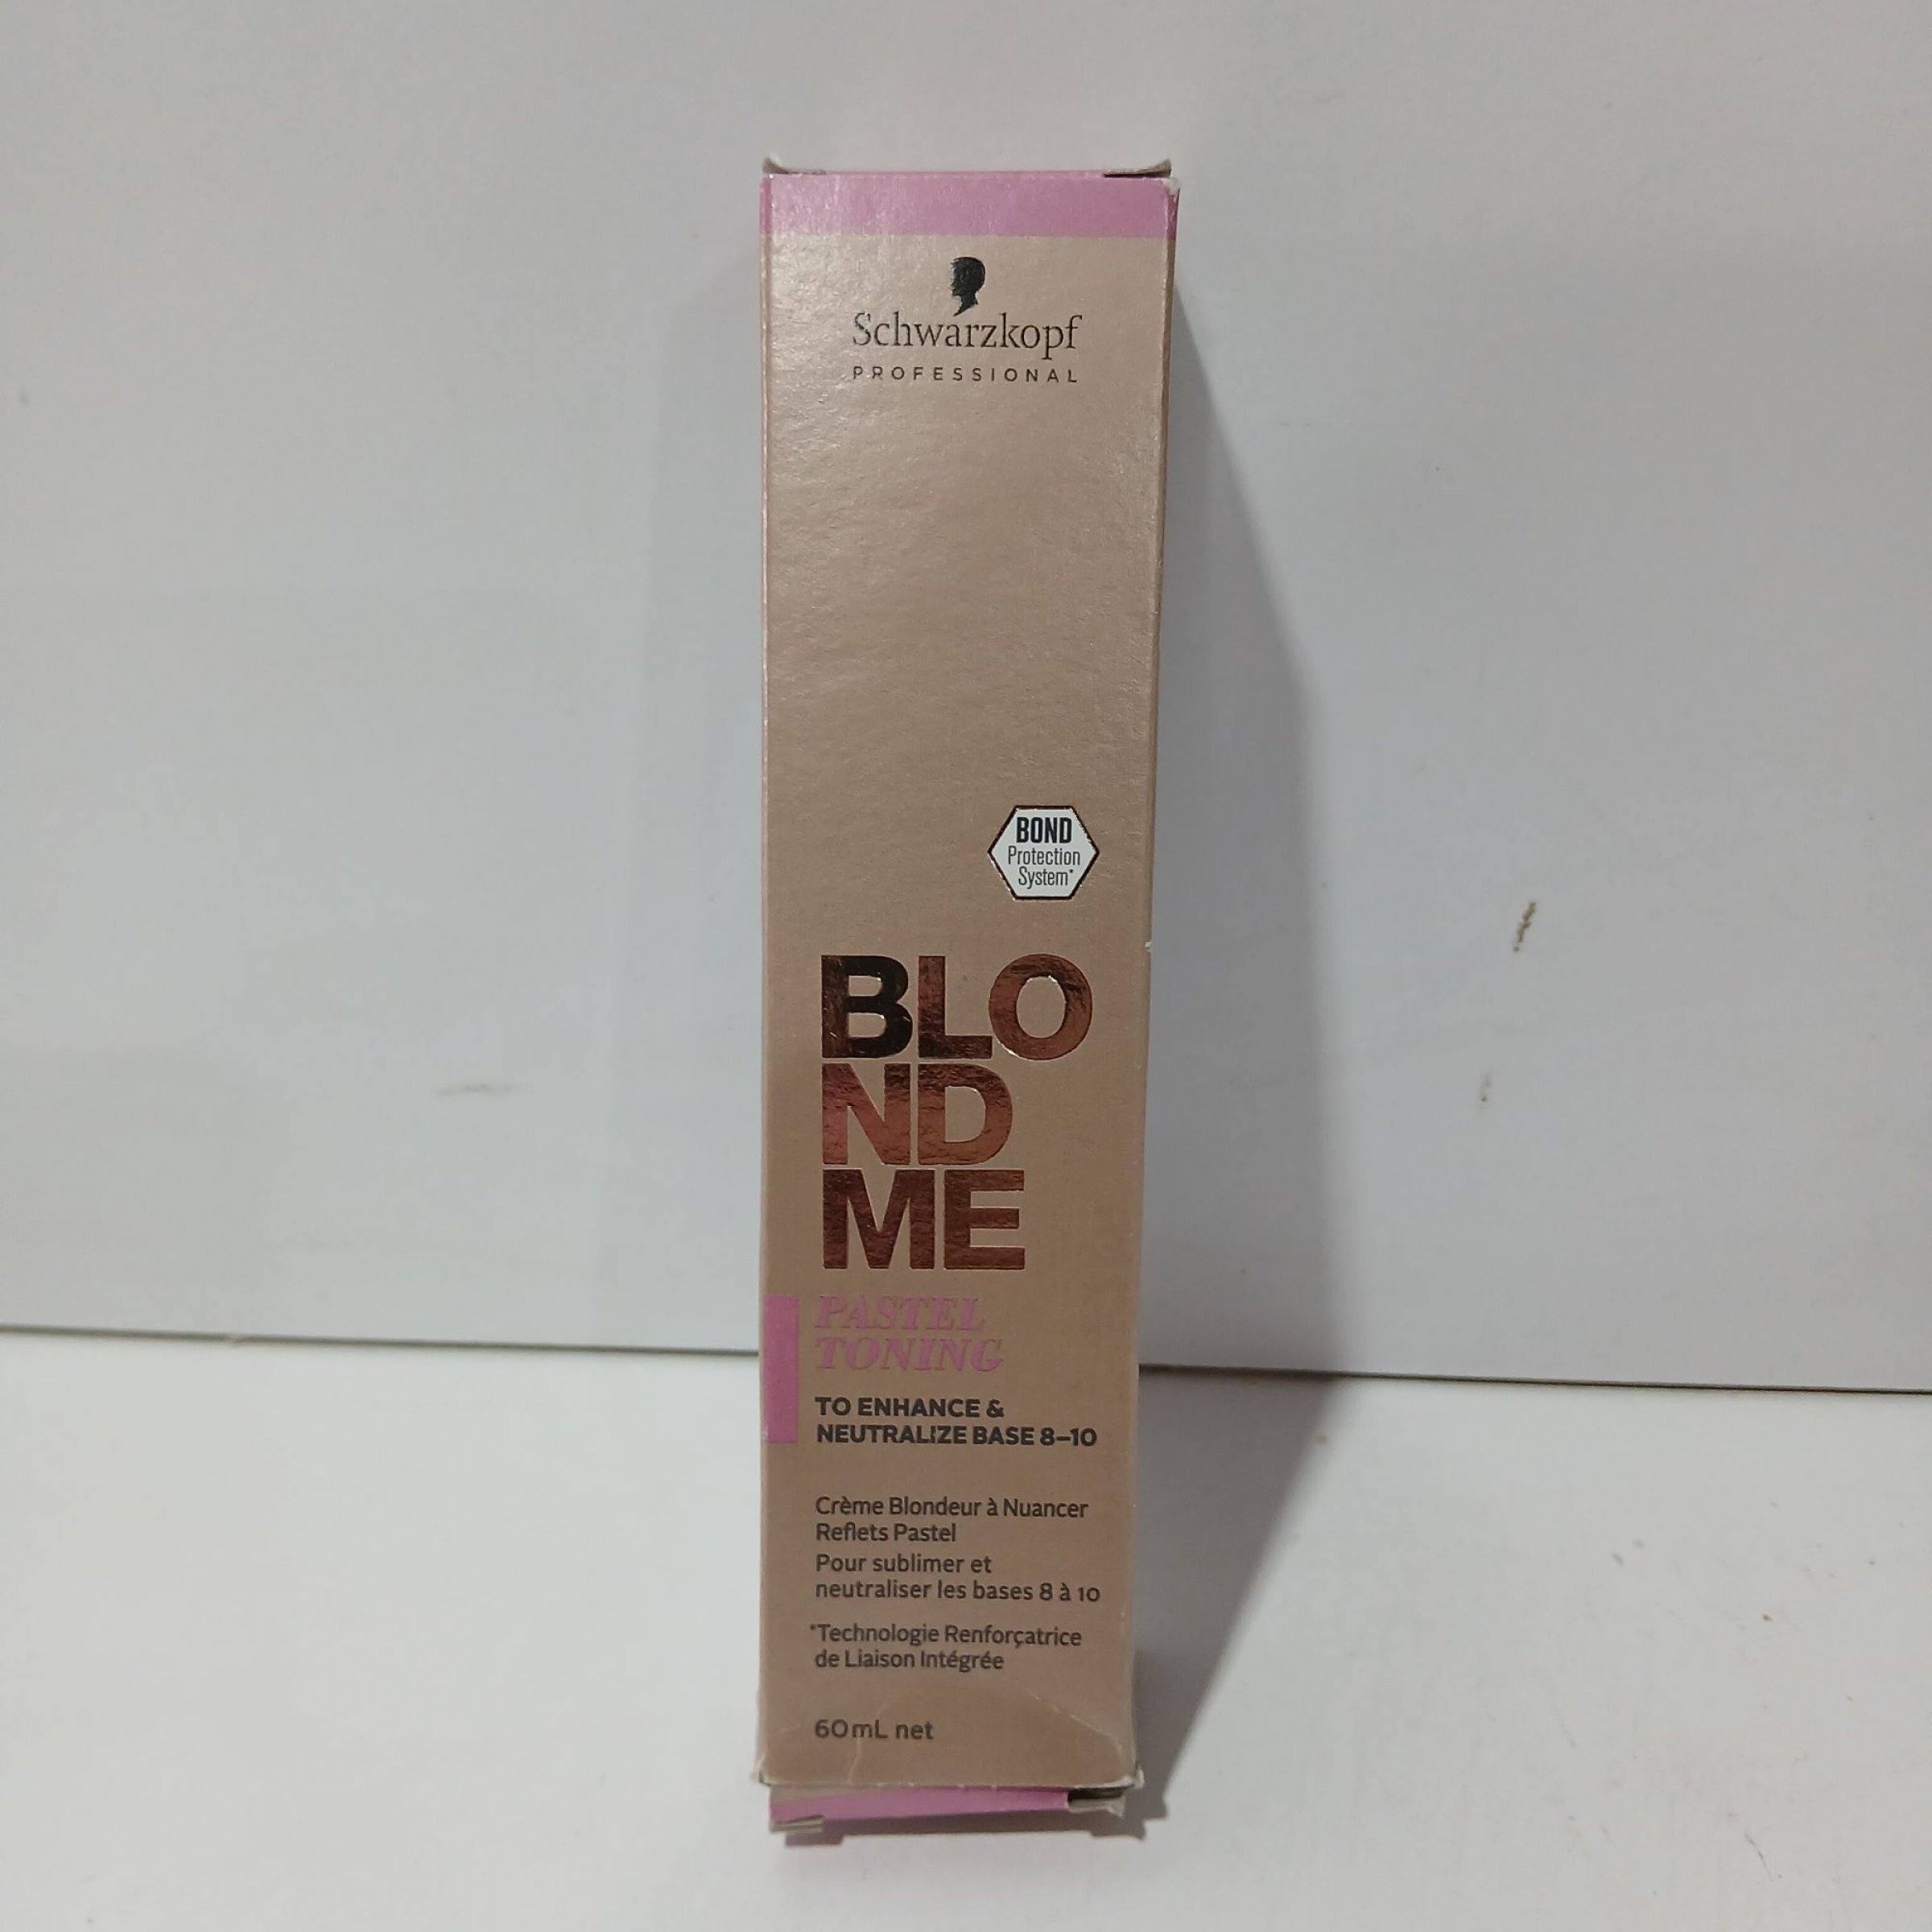 Schwarzkopf
PROFESSIONAL
BOND
Protection
System*
BLO
ND
ME
PASTEL
TONING
TO ENHANCE &
NEUTRALIZE BASE 8–10
Crème Blondeur à Nuancer
Reflets Pastel
Pour sublimer et
neutraliser les bases 8 à 10
*Technologie Renforçatrice
de Liaison Intégrée
60mL net